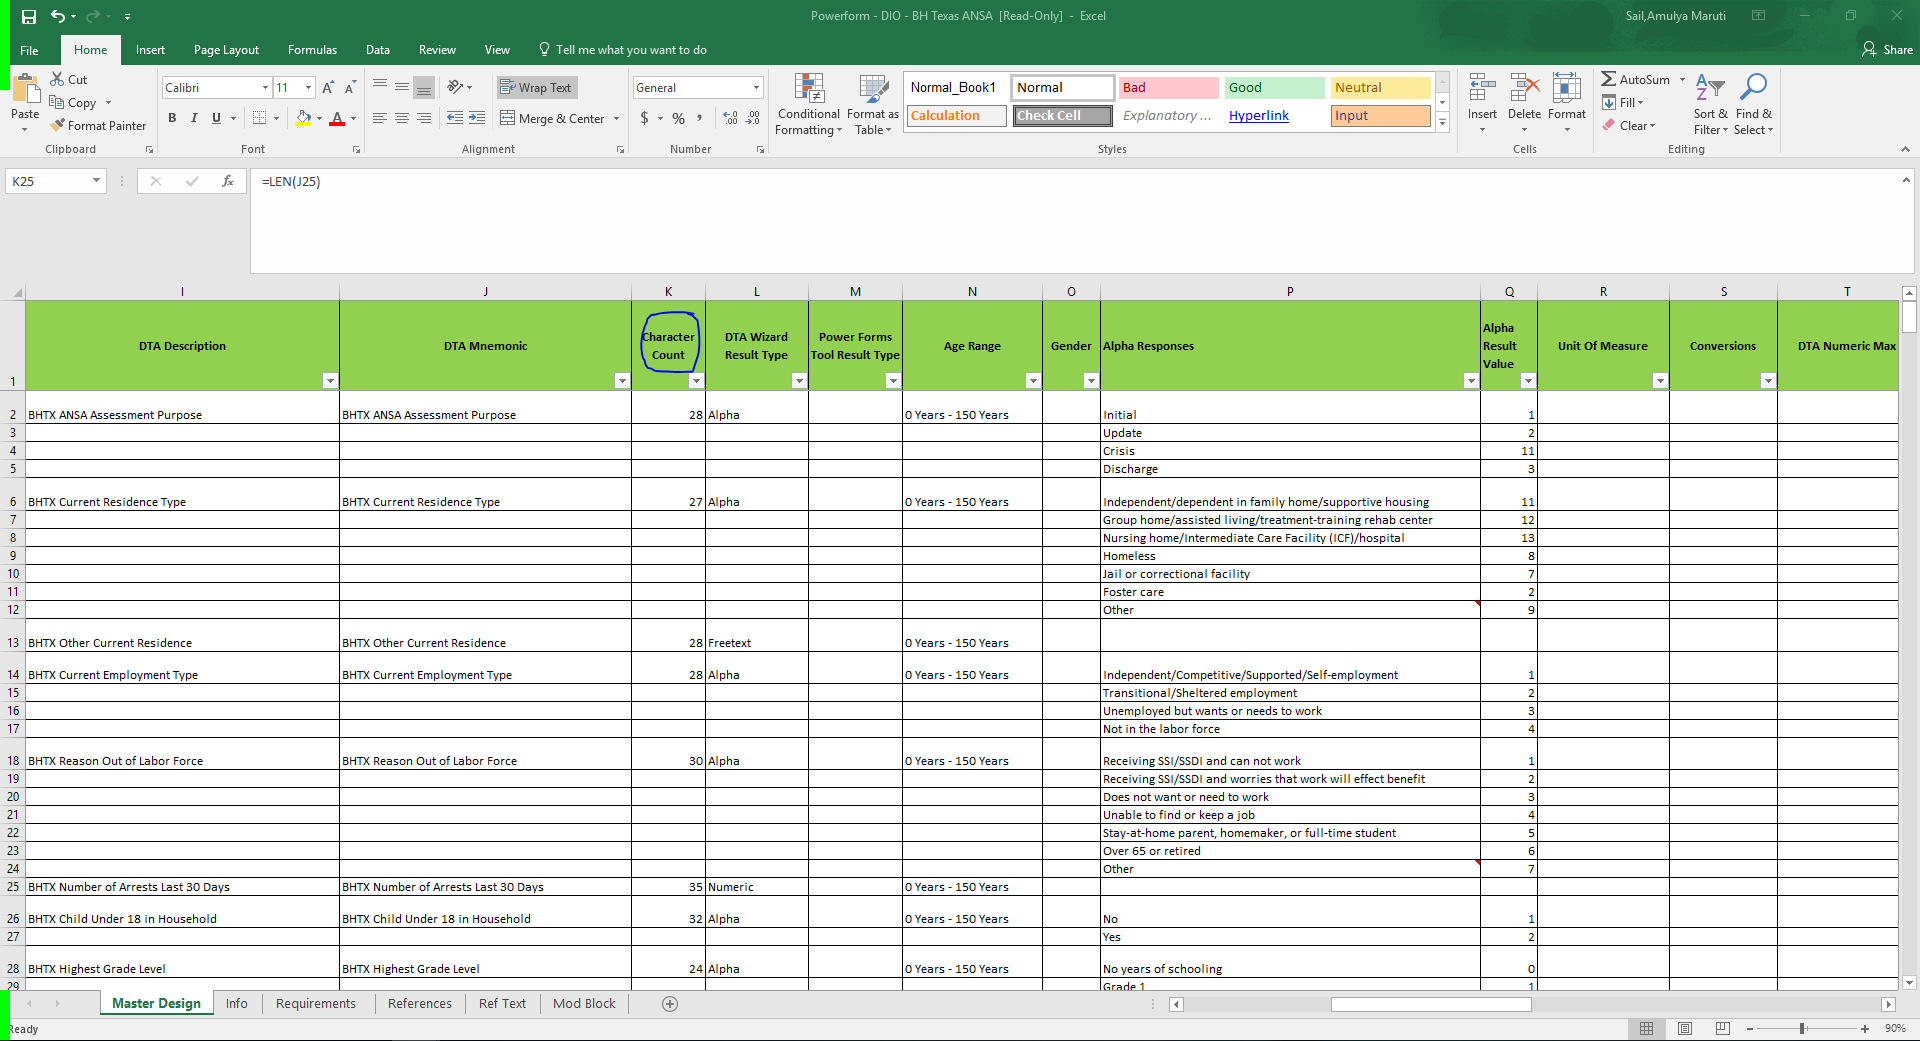 Powerform - DIO - BH Texas ANSA [Read-Only] - Excel
Sail,Amulya Maruti
File Home Insert Page Layout Formulas Data Review View Tell me what you want to do Share
Paste Cut Copy Format Painter Clipboard
Calibri 11 B I U A Font
Wrap Text Merge & Center Alignment
General $ % , Number
Conditional Formatting Format as Table
Normal_Book1 Normal Bad Good Neutral
Calculation Check Cell Explanatory ... Hyperlink Input
Styles
Insert Delete Format Cells
AutoSum Fill Clear Sort & Filter Find & Select Editing
K25 fx =LEN(J25)
I J K L M N O P Q R S T
1 DTA Description DTA Mnemonic Character Count DTA Wizard Result Type Power Forms Tool Result Type Age Range Gender Alpha Responses Alpha Result Value Unit Of Measure Conversions DTA Numeric Max
2 BHTX ANSA Assessment Purpose BHTX ANSA Assessment Purpose 28 Alpha 0 Years - 150 Years Initial 1
3 Update 2
4 Crisis 11
5 Discharge 3
6 BHTX Current Residence Type BHTX Current Residence Type 27 Alpha 0 Years - 150 Years Independent/dependent in family home/supportive housing 11
7 Group home/assisted living/treatment-training rehab center 12
8 Nursing home/Intermediate Care Facility (ICF)/hospital 13
9 Homeless 8
10 Jail or correctional facility 7
11 Foster care 2
12 Other 9
13 BHTX Other Current Residence BHTX Other Current Residence 28 Freetext 0 Years - 150 Years
14 BHTX Current Employment Type BHTX Current Employment Type 28 Alpha 0 Years - 150 Years Independent/Competitive/Supported/Self-employment 1
15 Transitional/Sheltered employment 2
16 Unemployed but wants or needs to work 3
17 Not in the labor force 4
18 BHTX Reason Out of Labor Force BHTX Reason Out of Labor Force 30 Alpha 0 Years - 150 Years Receiving SSI/SSDI and can not work 1
19 Receiving SSI/SSDI and worries that work will effect benefit 2
20 Does not want or need to work 3
21 Unable to find or keep a job 4
22 Stay-at-home parent, homemaker, or full-time student 5
23 Over 65 or retired 6
24 Other 7
25 BHTX Number of Arrests Last 30 Days BHTX Number of Arrests Last 30 Days 35 Numeric 0 Years - 150 Years
26 BHTX Child Under 18 in Household BHTX Child Under 18 in Household 32 Alpha 0 Years - 150 Years No 1
27 Yes 2
28 BHTX Highest Grade Level BHTX Highest Grade Level 24 Alpha 0 Years - 150 Years No years of schooling 0
29 Grade 1 1
Master Design Info Requirements References Ref Text Mod Block
Ready 90%